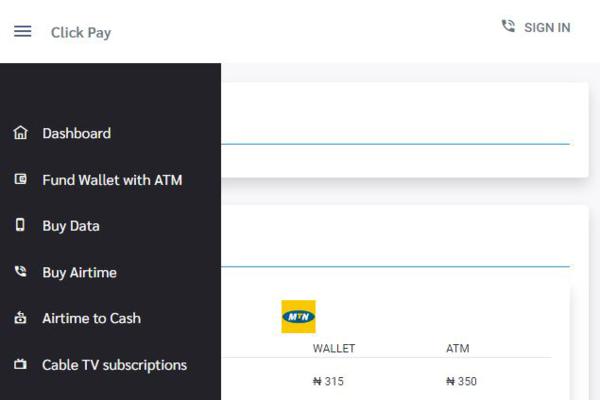 Click Pay
SIGN IN
Dashboard
Fund Wallet with ATM
Buy Data
Buy Airtime
Airtime to Cash
Cable TV subscriptions
MTN
WALLET ATM
₦ 315 ₦ 350